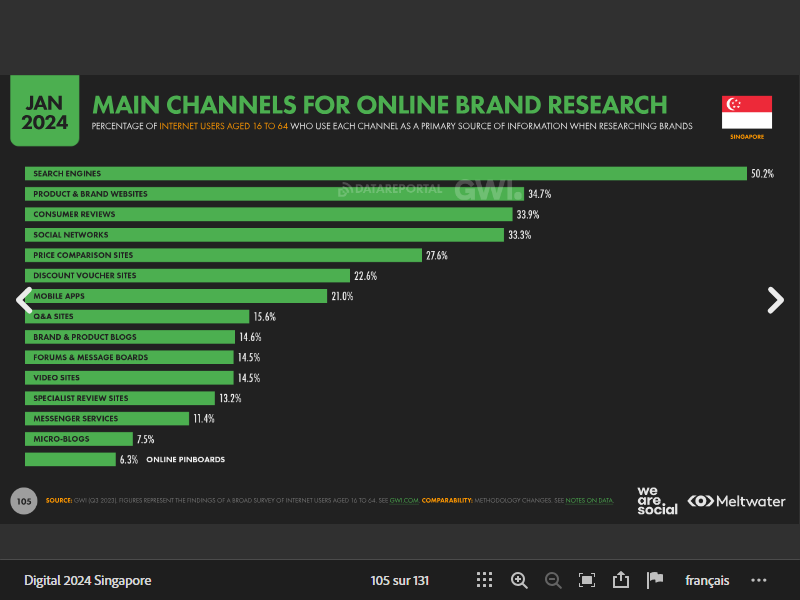 JAN
2024
MAIN CHANNELS FOR ONLINE BRAND RESEARCH
PERCENTAGE OF INTERNET USERS AGED 16 TO 64 WHO USE EACH CHANNEL AS A PRIMARY SOURCE OF INFORMATION WHEN RESEARCHING BRANDS
SINGAPORE
SEARCH ENGINES 50.2%
PRODUCT & BRAND WEBSITES 34.7%
DATAREPORTAL GWI.
CONSUMER REVIEWS 33.9%
SOCIAL NETWORKS 33.3%
PRICE COMPARISON SITES 27.6%
DISCOUNT VOUCHER SITES 22.6%
MOBILE APPS 21.0%
Q&A SITES 15.6%
BRAND & PRODUCT BLOGS 14.6%
FORUMS & MESSAGE BOARDS 14.5%
VIDEO SITES 14.5%
SPECIALIST REVIEW SITES 13.2%
MESSENGER SERVICES 11.4%
MICRO-BLOGS 7.5%
6.3% ONLINE PINBOARDS
105
SOURCE: GWI (Q3 2023). FIGURES REPRESENT THE FINDINGS OF A BROAD SURVEY OF INTERNET USERS AGED 16 TO 64. SEE GWI.COM. COMPARABILITY: METHODOLOGY CHANGES. SEE NOTES ON DATA.
we
are
social
Meltwater
Digital 2024 Singapore
105 sur 131
français